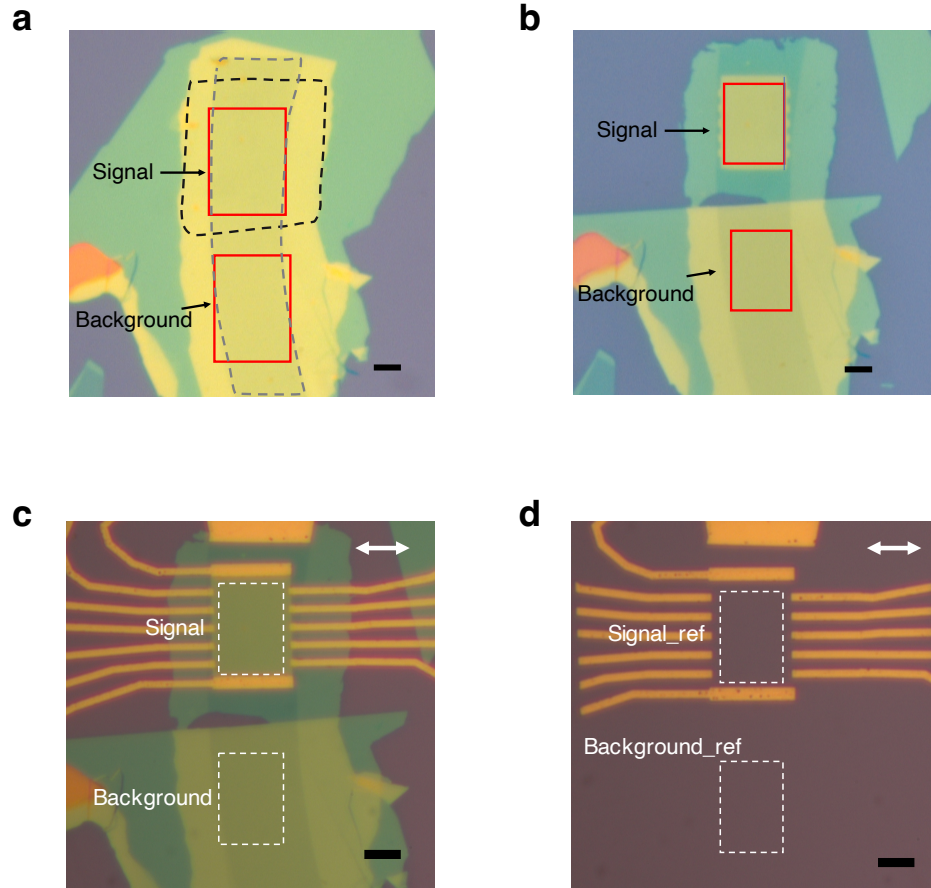 a
Signal
Background
b
Signal
Background
c
Signal
Background
d
Signal_ref
Background_ref